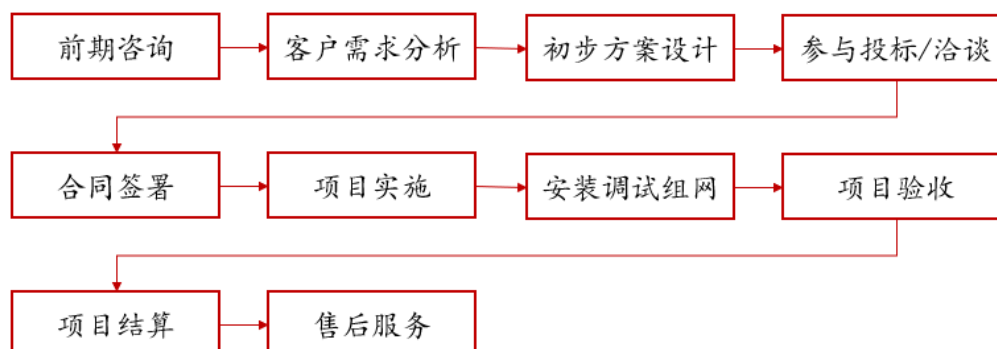 前期咨询
客户需求分析
初步方案设计
参与投标/洽谈
合同签署
项目实施
安装调试组网
项目验收
项目结算
售后服务